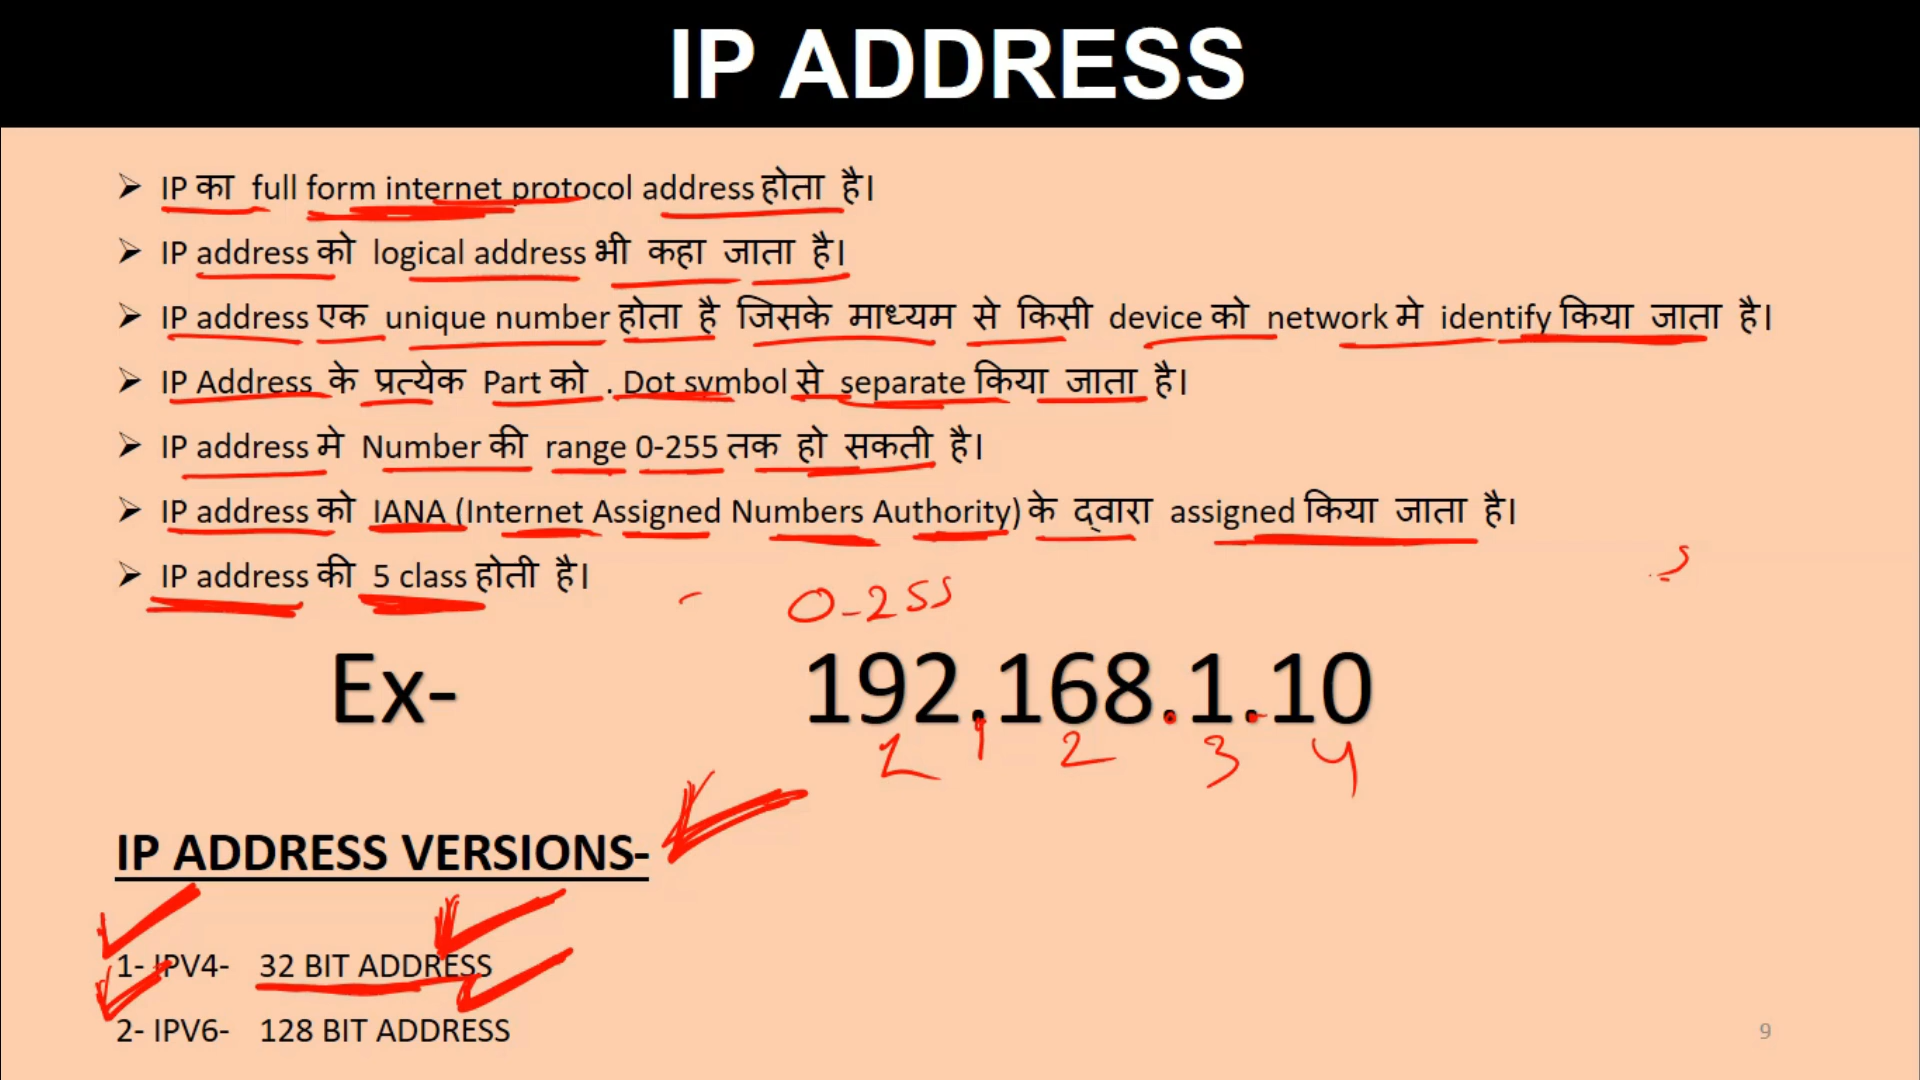 IP ADDRESS
➢ IP का full form internet protocol address होता है।
➢ IP address को logical address भी कहा जाता है।
➢ IP address एक unique number होता है जिसके माध्यम से किसी device को network मे identify किया जाता है।
➢ IP Address के प्रत्येक Part को . Dot symbol से separate किया जाता है।
➢ IP address मे Number की range 0-255 तक हो सकती है।
➢ IP address को IANA (Internet Assigned Numbers Authority) के द्वारा assigned किया जाता है।
➢ IP address की 5 class होती है।
0-255
Ex- 192.168.1.10
1 2 3 4
IP ADDRESS VERSIONS-
1- IPV4- 32 BIT ADDRESS
2- IPV6- 128 BIT ADDRESS
9